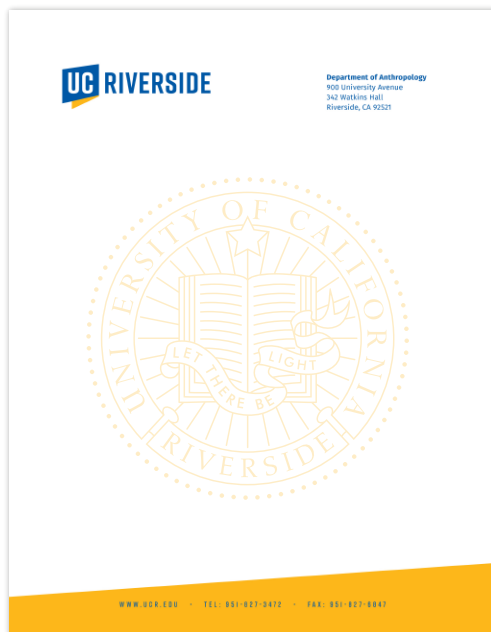 UC RIVERSIDE
Department of Anthropology
900 University Avenue
342 Watkins Hall
Riverside, CA 92521
UNIVERSITY OF CALIFORNIA
LET THERE BE LIGHT
RIVERSIDE
WWW.UCR.EDU · TEL: 951-827-3472 · FAX: 951-827-6847